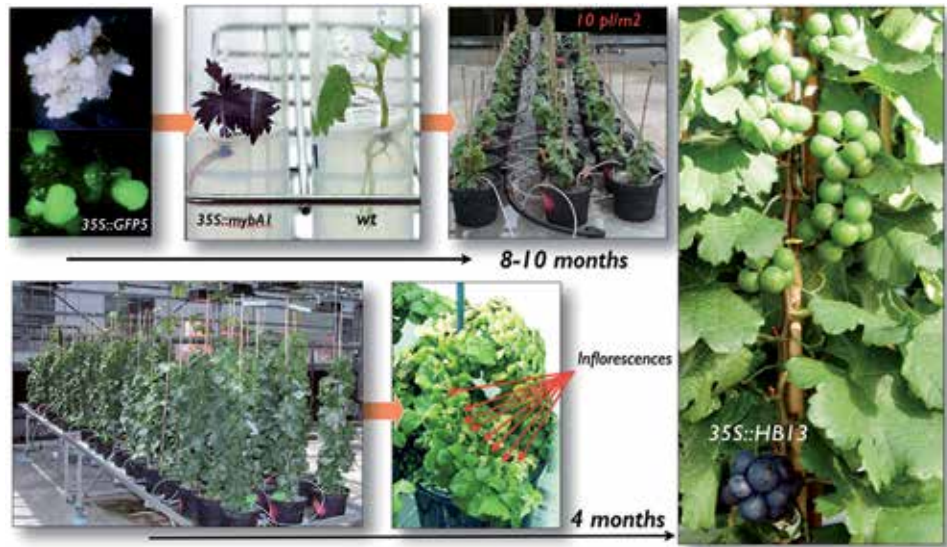 10 pl/m2
35S::GFP5
35S::mybA1
wt
8-10 months
Inflorescences
35S::HB13
4 months